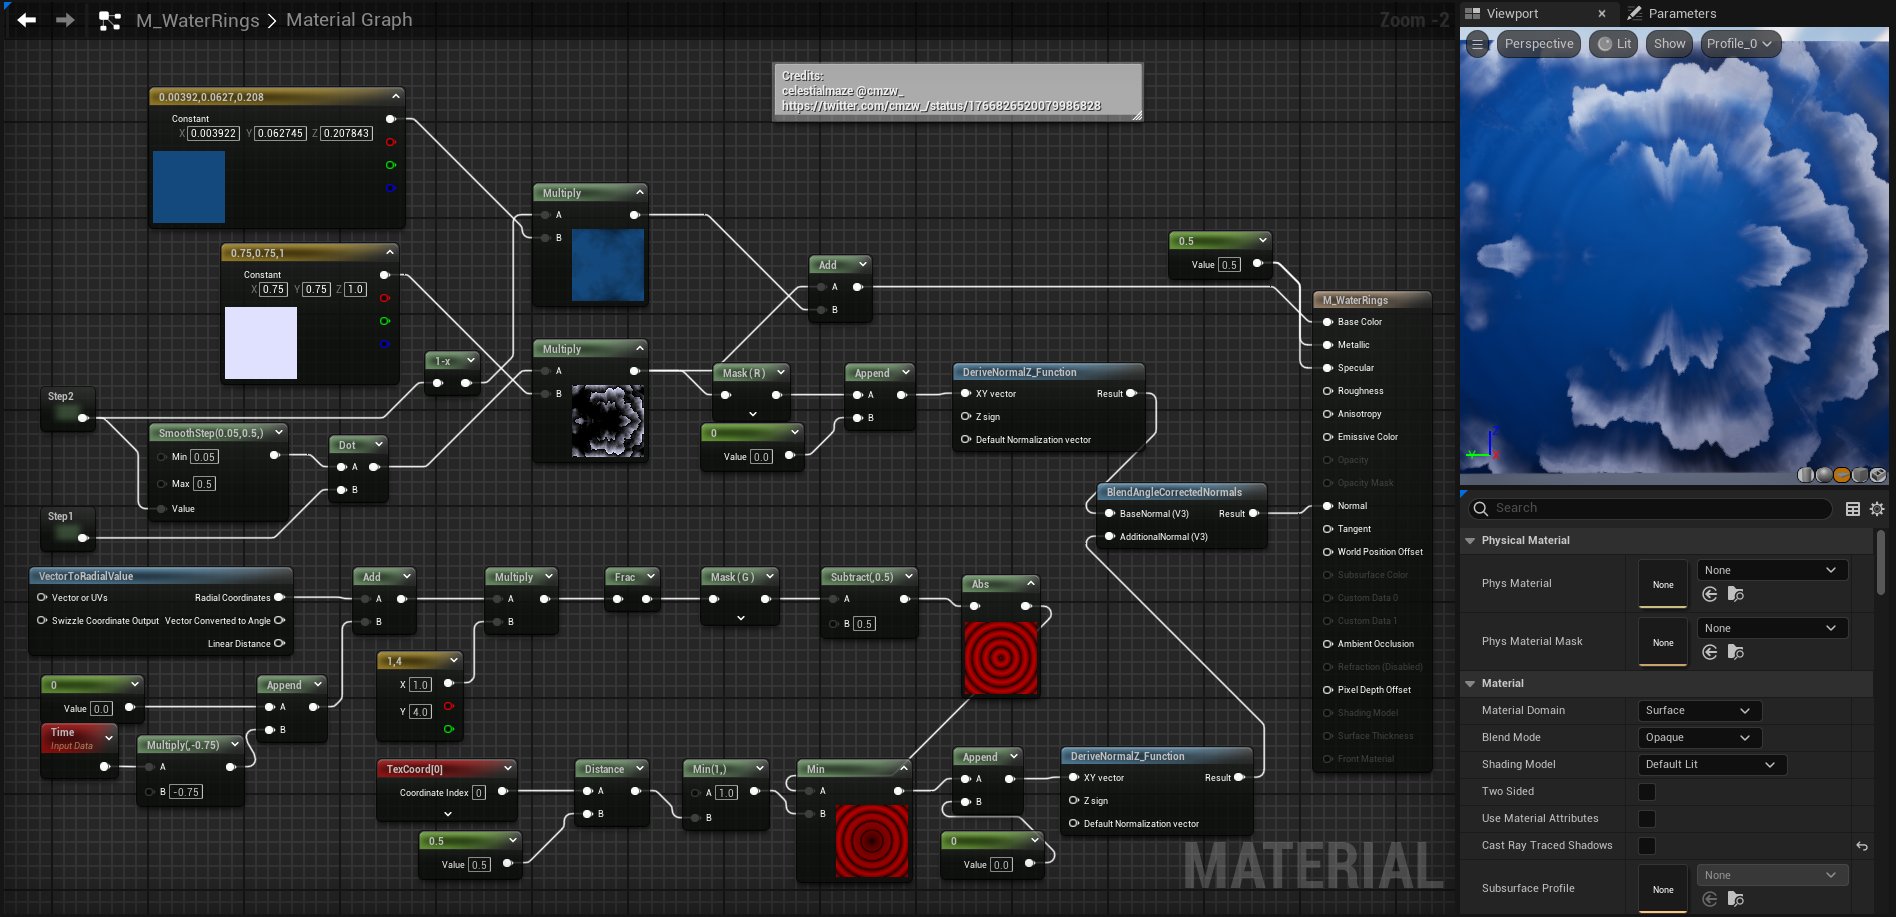 M_WaterRings > Material Graph
Zoom -2
Credits:
celestialmaze @cmzw_
https://twitter.com/cmzw_/status/1766826520079986828
0.00392,0.0627,0.208
Constant
X 0.003922 Y 0.062745 Z 0.207843
0.75,0.75,1
Constant
X 0.75 Y 0.75 Z 1.0
Multiply
A
B
Multiply
A
B
1-x
Step2
SmoothStep(0.05,0.5,)
Min 0.05
Max 0.5
Value
Dot
A
B
Step1
Add
A
B
Mask ( R )
0
Value 0.0
Append
A
B
DeriveNormalZ_Function
XY vector Result
Z sign
Default Normalization vector
0.5
Value 0.5
BlendAngleCorrectedNormals
BaseNormal (V3) Result
AdditionalNormal (V3)
M_WaterRings
Base Color
Metallic
Specular
Roughness
Anisotropy
Emissive Color
Opacity
Opacity Mask
Normal
Tangent
World Position Offset
Subsurface Color
Custom Data 0
Custom Data 1
Ambient Occlusion
Refraction (Disabled)
Pixel Depth Offset
Shading Model
Surface Thickness
Front Material
VectorToRadialValue
Vector or UVs Radial Coordinates
Swizzle Coordinate Output Vector Converted to Angle
Linear Distance
Add
A
B
Multiply
A
B
Frac
Mask ( G )
Subtract(,0.5)
A
B 0.5
Abs
0
Value 0.0
Time
Input Data
Multiply(,-0.75)
A
B -0.75
Append
A
B
1,4
X 1.0
Y 4.0
TexCoord[0]
Coordinate Index 0
0.5
Value 0.5
Distance
A
B
Min(1,)
A 1.0
B
Min
A
B
Append
A
B
0
Value 0.0
DeriveNormalZ_Function
XY vector Result
Z sign
Default Normalization vector
MATERIAL
Viewport
Parameters
Perspective Lit Show Profile_0
Search
Physical Material
Phys Material None None
Phys Material Mask None None
Material
Material Domain Surface
Blend Mode Opaque
Shading Model Default Lit
Two Sided
Use Material Attributes
Cast Ray Traced Shadows
Subsurface Profile None None